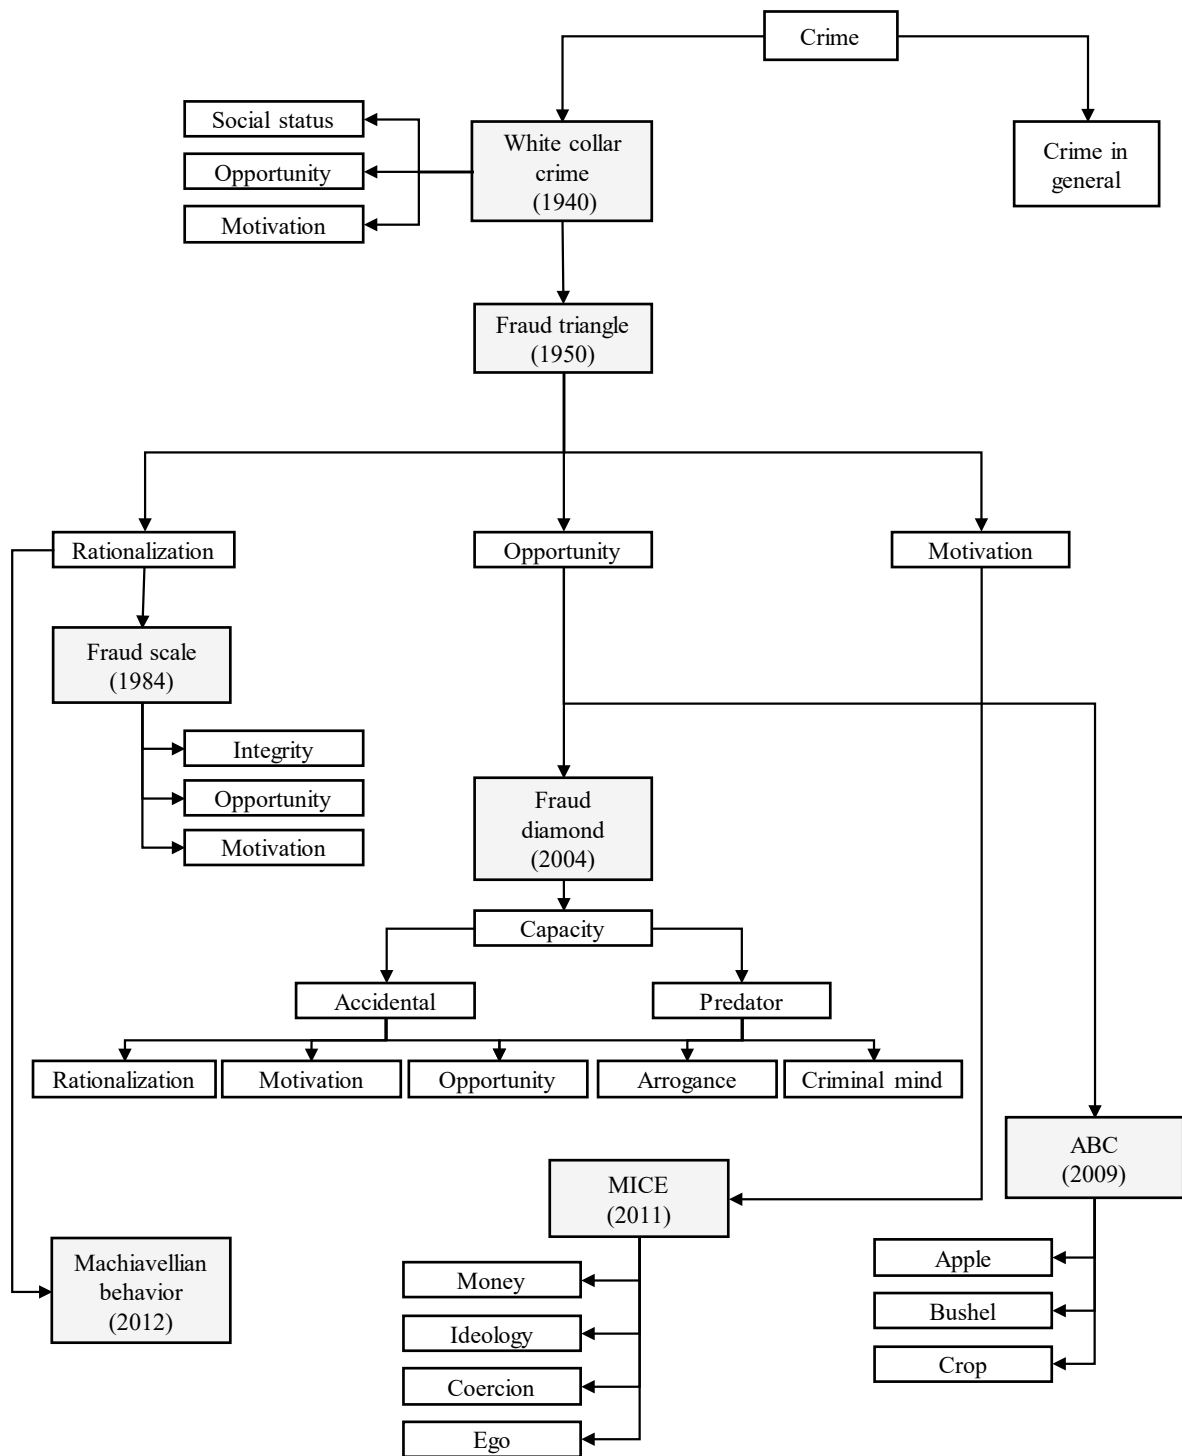 Crime
Social status
Opportunity
Motivation
White collar
crime
(1940)
Crime in
general
Fraud triangle
(1950)
Rationalization
Opportunity
Motivation
Fraud scale
(1984)
Integrity
Opportunity
Motivation
Fraud
diamond
(2004)
Capacity
Accidental
Predator
Rationalization
Motivation
Opportunity
Arrogance
Criminal mind
ABC
(2009)
MICE
(2011)
Machiavellian
behavior
(2012)
Money
Ideology
Coercion
Ego
Apple
Bushel
Crop